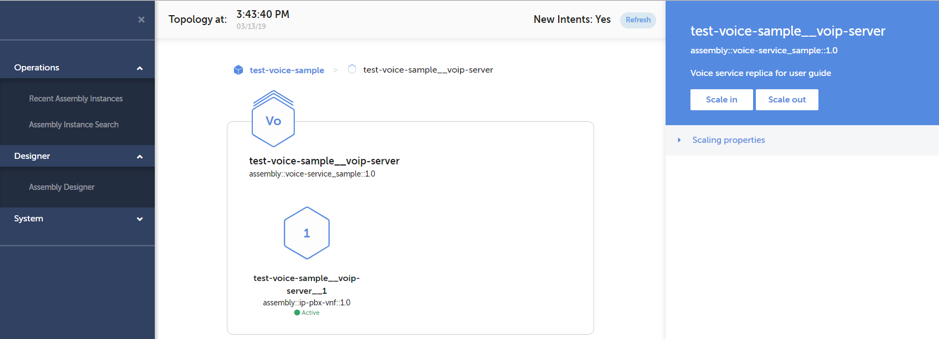 ×
Operations
Recent Assembly Instances
Assembly Instance Search
Designer
Assembly Designer
System
Topology at: 3:43:40 PM
03/13/19
New Intents: Yes Refresh
test-voice-sample > test-voice-sample__voip-server
Vo
test-voice-sample__voip-server
assembly::voice-service_sample::1.0
1
test-voice-sample__voip-
server__1
assembly::ip-pbx-vnf::1.0
Active
test-voice-sample__voip-server
assembly::voice-service_sample::1.0
Voice service replica for user guide
Scale in Scale out
Scaling properties